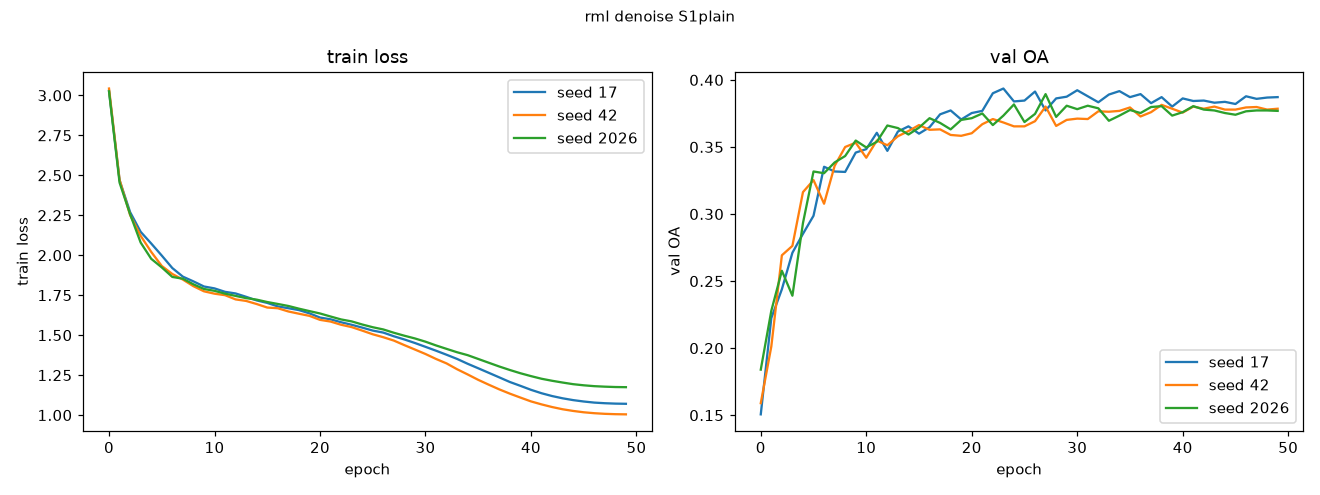 rml denoise S1plain
train loss
train loss
3.00
2.75
2.50
2.25
2.00
1.75
1.50
1.25
1.00
0 10 20 30 40 50
epoch
seed 17
seed 42
seed 2026
val OA
val OA
0.40
0.35
0.30
0.25
0.20
0.15
0 10 20 30 40 50
epoch
seed 17
seed 42
seed 2026